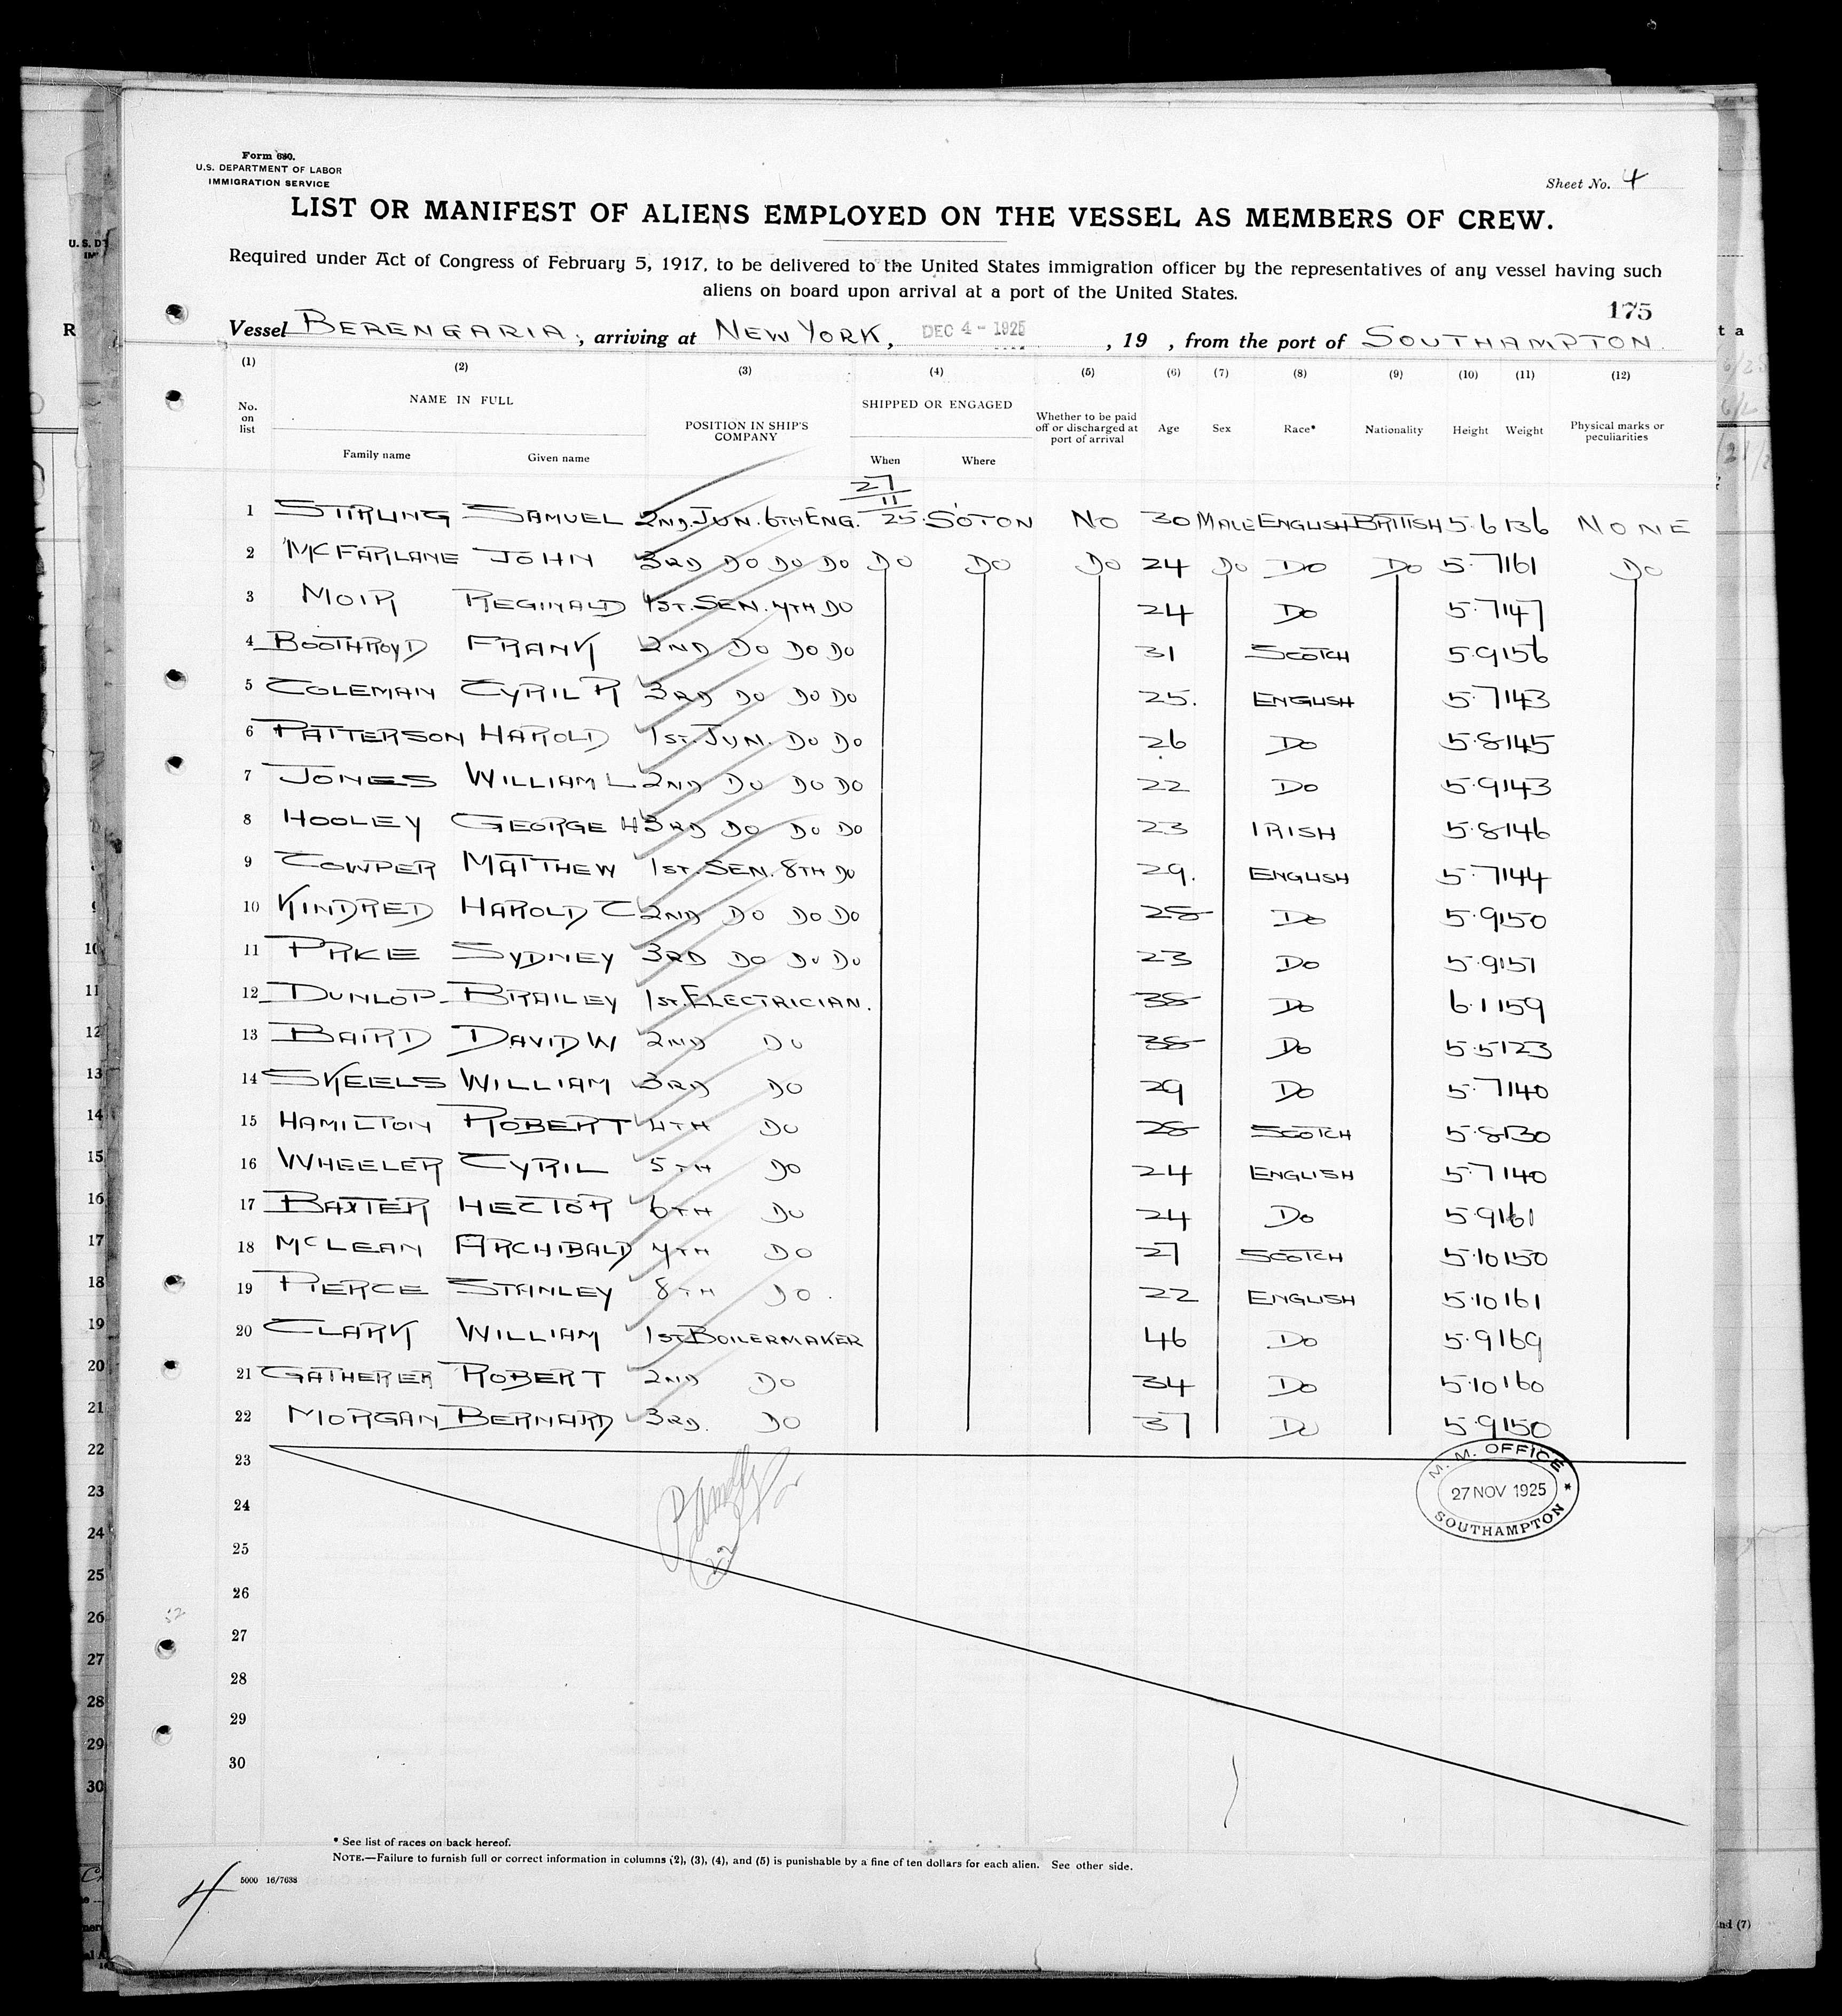 Form 680.
U.S. DEPARTMENT OF LABOR
IMMIGRATION SERVICE
Sheet No. 4
LIST OR MANIFEST OF ALIENS EMPLOYED ON THE VESSEL AS MEMBERS OF CREW.
Required under Act of Congress of February 5, 1917, to be delivered to the United States immigration officer by the representatives of any vessel having such
aliens on board upon arrival at a port of the United States.
175
Vessel BERENGARIA, arriving at NEW YORK, DEC 4 - 1925, 19 , from the port of SOUTHAMPTON.
(1) (2) (3) (4) (5) (6) (7) (8) (9) (10) (11) (12)
No. on list NAME IN FULL Family name Given name POSITION IN SHIP'S COMPANY SHIPPED OR ENGAGED When Where Whether to be paid off or discharged at port of arrival Age Sex Race* Nationality Height Weight Physical marks or peculiarities
1 STIRLING SAMUEL 2ND. JUN. 6TH ENG. 27/11 25. S'OTON NO 30 MALE ENGLISH BRITISH 5.6 136 NONE
2 McFARLANE JOHN 3RD DO DO DO DO DO DO 24 DO DO DO 5.7 161 DO
3 MOIR REGINALD 1ST. SEN. 7TH DO 24 DO 5.7 147
4 BOOTHROYD FRANK 2ND DO DO DO 31 SCOTCH 5.9 156
5 COLEMAN CYRIL R 3RD DO DO DO 25. ENGLISH 5.7 143
6 PATTERSON HAROLD 1ST. JUN. DO DO 26 DO 5.8 145
7 JONES WILLIAM L 2ND DO DO DO 22 DO 5.9 143
8 HOOLEY GEORGE H 3RD DO DO DO 23 IRISH 5.8 146
9 COWPER MATTHEW 1ST. SEN. 8TH DO 29. ENGLISH 5.7 144
10 KINDRED HAROLD C 2ND DO DO DO 28 DO 5.9 150
11 PRKE SYDNEY 3RD DO DO DO 23 DO 5.9 151
12 DUNLOP BRAILEY 1ST. ELECTRICIAN. 38 DO 6.1 159
13 BAIRD DAVID W 2ND DO 38 DO 5.5 123
14 SKEELS WILLIAM 3RD DO 29 DO 5.7 140
15 HAMILTON ROBERT 4TH DO 28 SCOTCH 5.8 130
16 WHEELER CYRIL 5TH DO 24 ENGLISH 5.7 140
17 BAXTER HECTOR 6TH DO 24 DO 5.9 161
18 McLEAN ARCHIBALD 7TH DO 27 SCOTCH 5.10 150
19 PIERCE STANLEY 8TH DO. 22 ENGLISH 5.10 161
20 CLARK WILLIAM 1ST BOILERMAKER 46 DO 5.9 169
21 GATHERER ROBERT 2ND DO 34 DO 5.10 160
22 MORGAN BERNARD 3RD. DO 37 DO 5.9 150
23
24
25
26
27
28
29
30
22
M. M. OFFICE
27 NOV 1925 *
SOUTHAMPTON
* See list of races on back hereof.
NOTE.—Failure to furnish full or correct information in columns (2), (3), (4), and (5) is punishable by a fine of ten dollars for each alien. See other side.
5000 16/7638
4